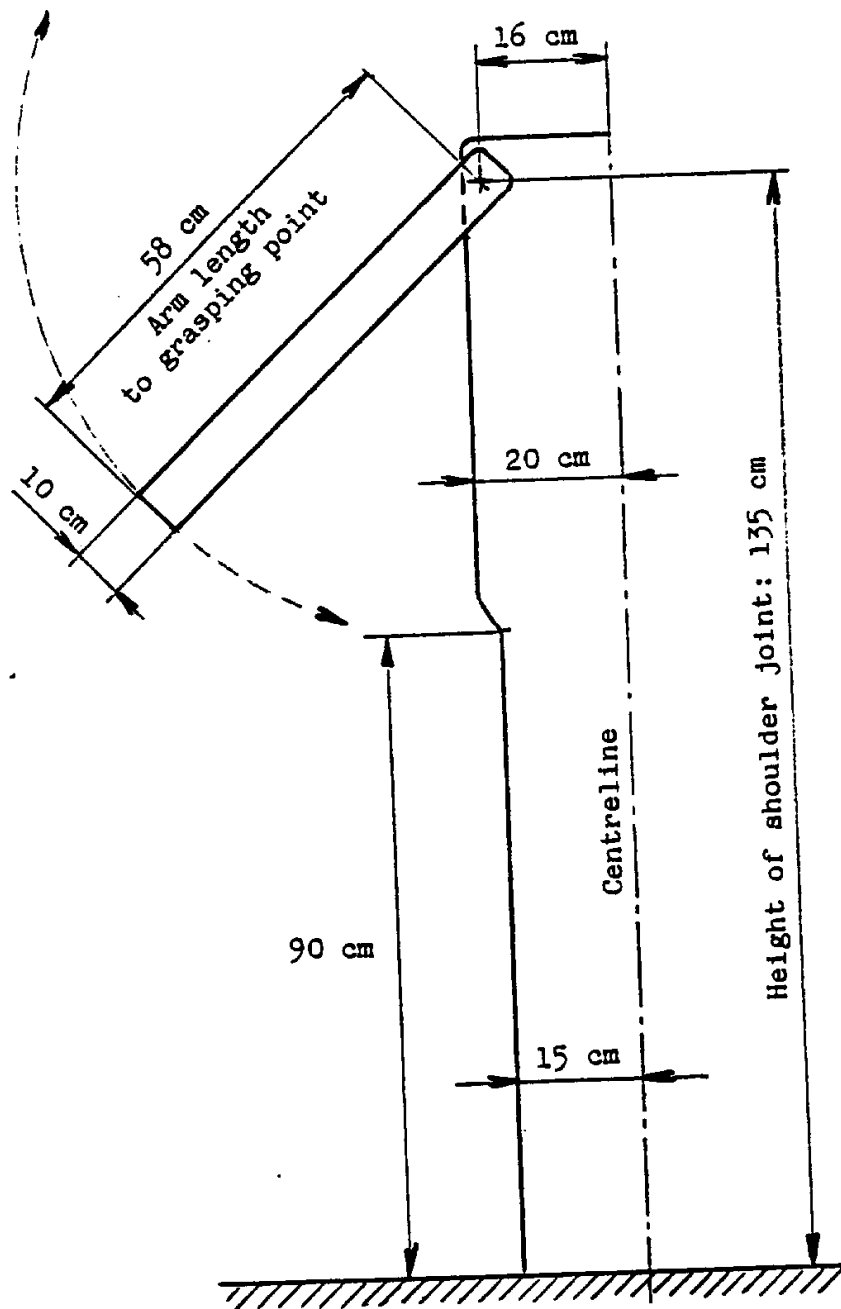 16 cm
58 cm
Arm length
to grasping point
10 cm
20 cm
Height of shoulder joint: 135 cm
Centreline
90 cm
15 cm